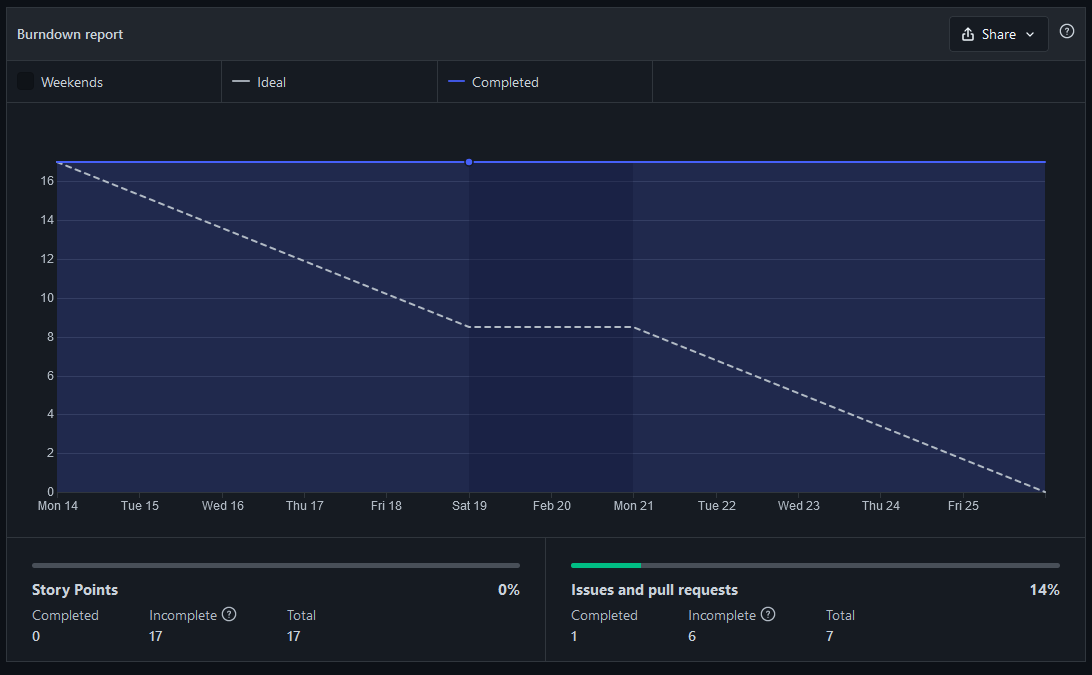 Burndown report
Share
Weekends
Ideal
Completed
16
14
12
10
8
6
4
2
0
Mon 14 Tue 15 Wed 16 Thu 17 Fri 18 Sat 19 Feb 20 Mon 21 Tue 22 Wed 23 Thu 24 Fri 25
Story Points 0%
Completed Incomplete ? Total
0 17 17
Issues and pull requests 14%
Completed Incomplete ? Total
1 6 7